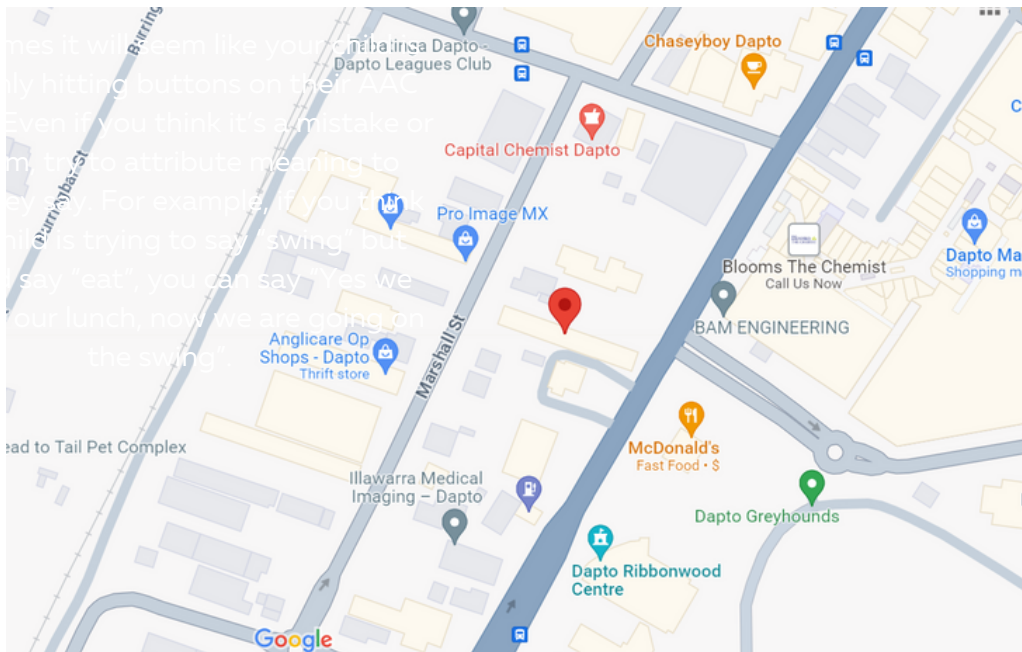 Burring
balinga Dapto -
Dapto Leagues Club
Chaseyboy Dapto
mes it will seem like your child is
nly hitting buttons on their AAC
Even if you think it's a mistake or
m, try to attribute meaning to
ey say. For example, if you think
hild is trying to say "swing" but
l say "eat", you can say "Yes we
our lunch, now we are going on
the swing".
Capital Chemist Dapto
Burringbar St
Pro Image MX
C
Dapto Ma
Shopping m
Blooms The Chemist
Call Us Now
BAM ENGINEERING
Anglicare Op
Shops - Dapto
Thrift store
Marshall St
McDonald's
Fast Food • $
ead to Tail Pet Complex
Illawarra Medical
Imaging – Dapto
Dapto Greyhounds
Dapto Ribbonwood
Centre
Google